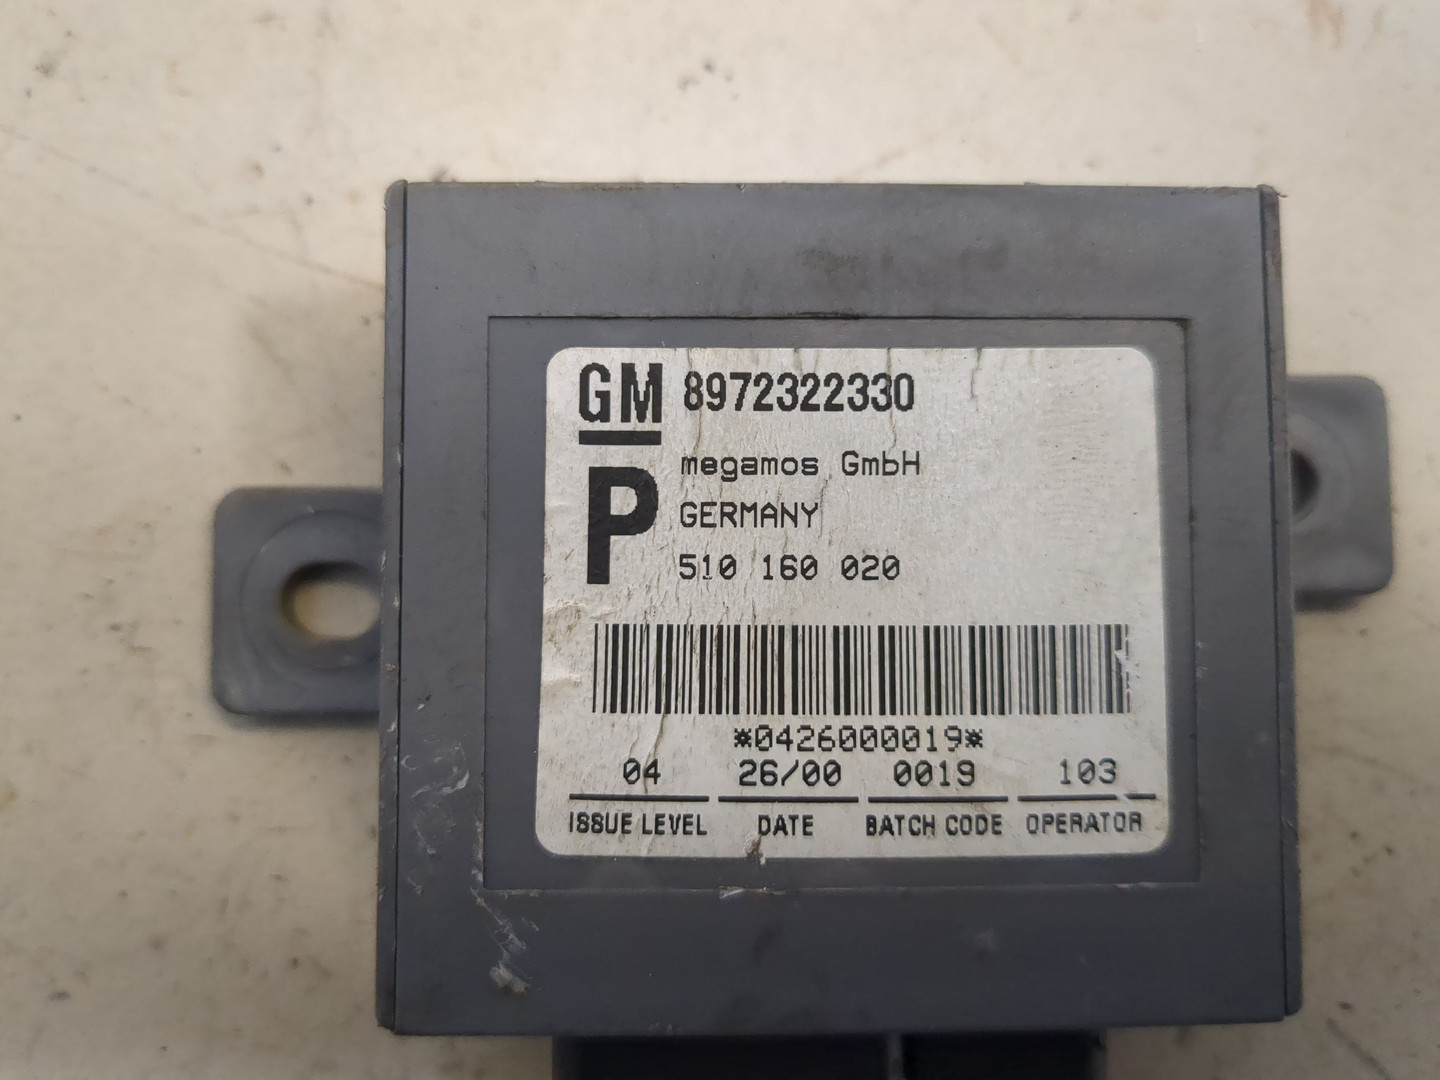 GM 8972322330
P megamos GmbH
GERMANY
510 160 020
*0426000019*
04 26/00 0019 103
ISSUE LEVEL DATE BATCH CODE OPERATOR